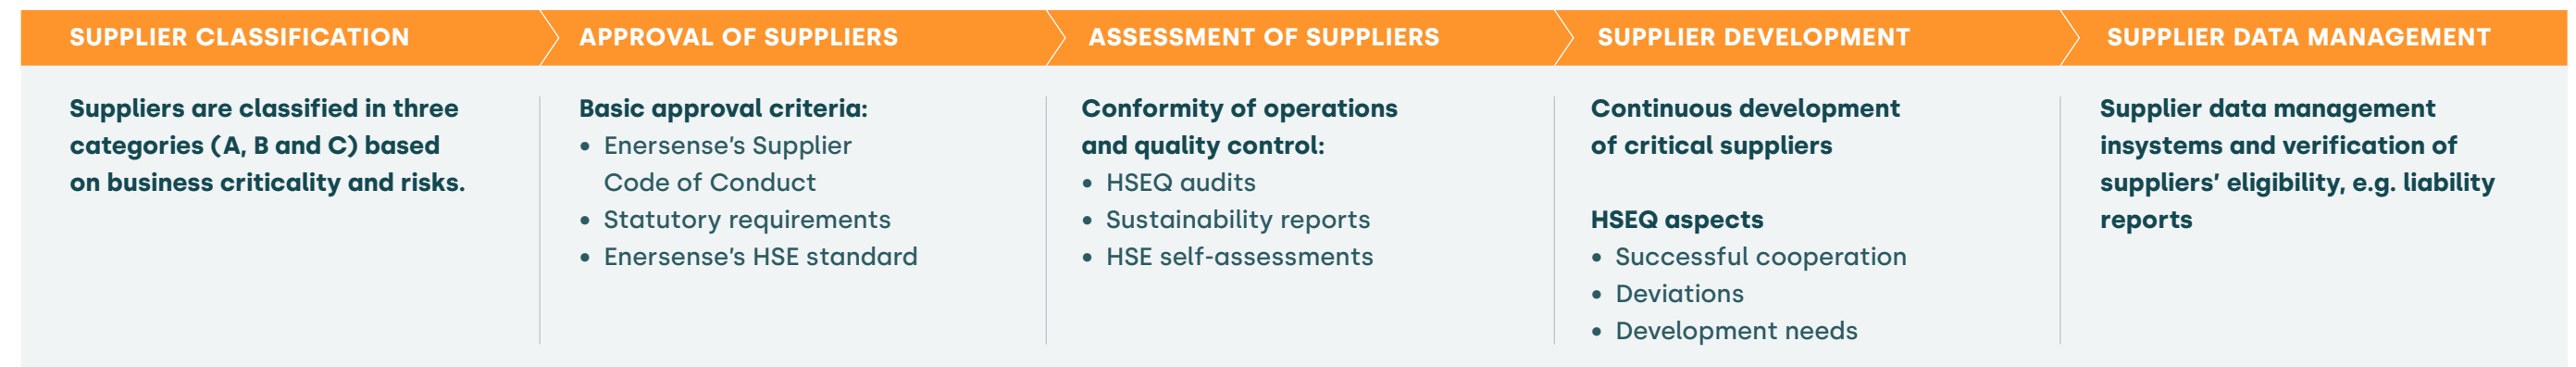 SUPPLIER CLASSIFICATION
Suppliers are classified in three
categories (A, B and C) based
on business criticality and risks.
APPROVAL OF SUPPLIERS
Basic approval criteria:
• Enersense’s Supplier
Code of Conduct
• Statutory requirements
• Enersense’s HSE standard
ASSESSMENT OF SUPPLIERS
Conformity of operations
and quality control:
• HSEQ audits
• Sustainability reports
• HSE self-assessments
SUPPLIER DEVELOPMENT
Continuous development
of critical suppliers
HSEQ aspects
• Successful cooperation
• Deviations
• Development needs
SUPPLIER DATA MANAGEMENT
Supplier data management
insystems and verification of
suppliers’ eligibility, e.g. liability
reports